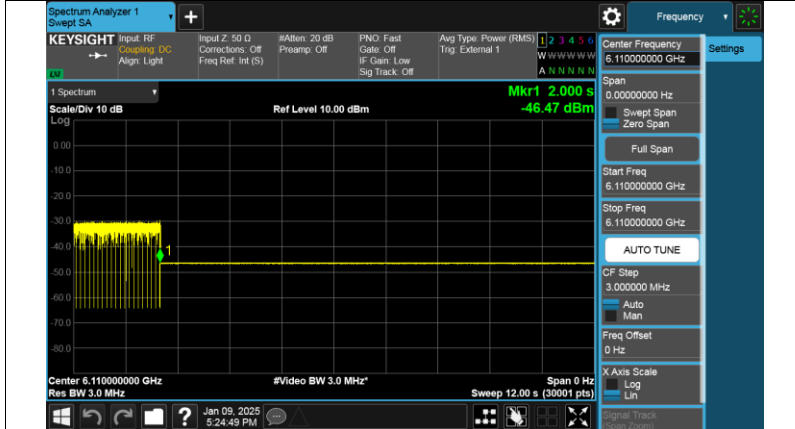 Spectrum Analyzer 1
Swept SA
Frequency
KEYSIGHT
Input: RF
Coupling: DC
Align: Light
Input Z: 50 Ω
Corrections: Off
Freq Ref: Int (S)
#Atten: 20 dB
Preamp: Off
PNO: Fast
Gate: Off
IF Gain: Low
Sig Track: Off
Avg Type: Power (RMS)
Trig: External 1
1 2 3 4 5 6
W W W W W W
A N N N N N
LXI
1 Spectrum
Scale/Div 10 dB
Log
Ref Level 10.00 dBm
Mkr1 2.000 s
-46.47 dBm
0.00
-10.0
-20.0
-30.0
-40.0
-50.0
-60.0
-70.0
-80.0
1
Center 6.110000000 GHz
Res BW 3.0 MHz
#Video BW 3.0 MHz*
Span 0 Hz
Sweep 12.00 s (30001 pts)
Center Frequency
6.110000000 GHz
Settings
Span
0.00000000 Hz
Swept Span
Zero Span
Full Span
Start Freq
6.110000000 GHz
Stop Freq
6.110000000 GHz
AUTO TUNE
CF Step
3.000000 MHz
Auto
Man
Freq Offset
0 Hz
X Axis Scale
Log
Lin
Signal Track
(Span Zoom)
?
Jan 09, 2025
5:24:49 PM